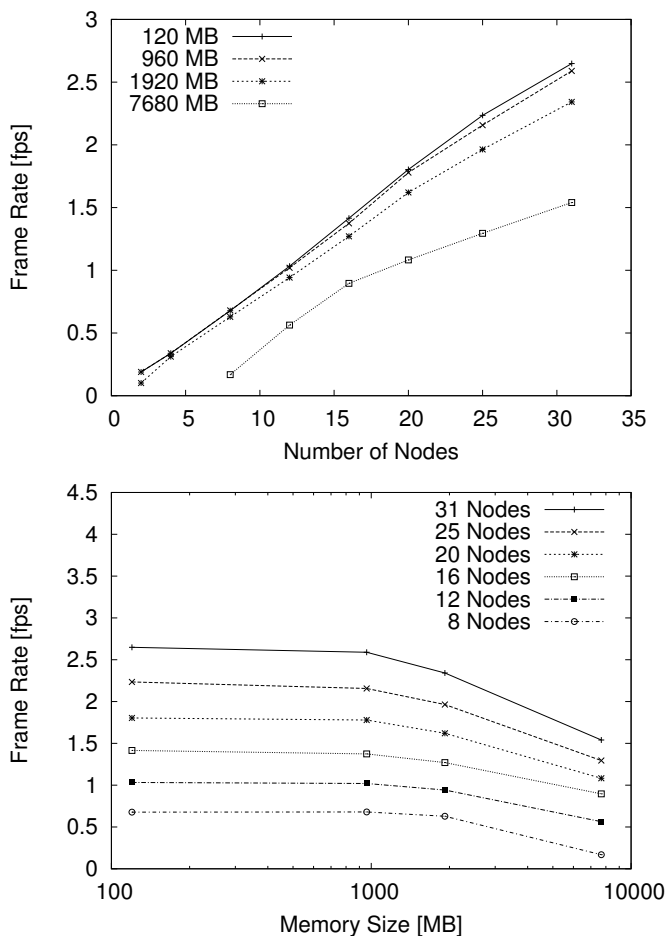 3
2.5
2
1.5
1
0.5
0
Frame Rate [fps]
120 MB
960 MB
1920 MB
7680 MB
0 5 10 15 20 25 30 35
Number of Nodes
4.5
4
3.5
3
2.5
2
1.5
1
0.5
0
Frame Rate [fps]
31 Nodes
25 Nodes
20 Nodes
16 Nodes
12 Nodes
8 Nodes
100 1000 10000
Memory Size [MB]